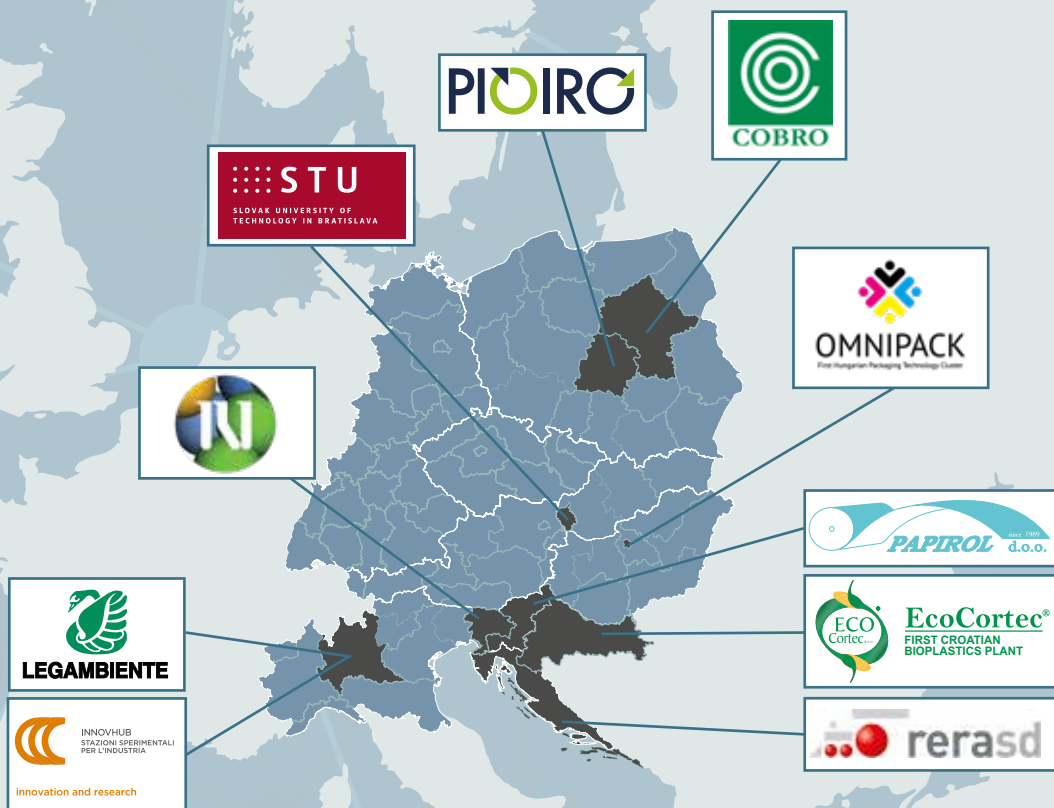 PIOIRO
COBRO
STU
SLOVAK UNIVERSITY OF
TECHNOLOGY IN BRATISLAVA
OMNIPACK
First Hungarian Packaging Technology Cluster
PAPIROL
since 1989
d.o.o.
ECO
Cortec
EcoCortec®
FIRST CROATIAN
BIOPLASTICS PLANT
LEGAMBIENTE
INNOVHUB
STAZIONI SPERIMENTALI
PER L'INDUSTRIA
innovation and research
rerasd